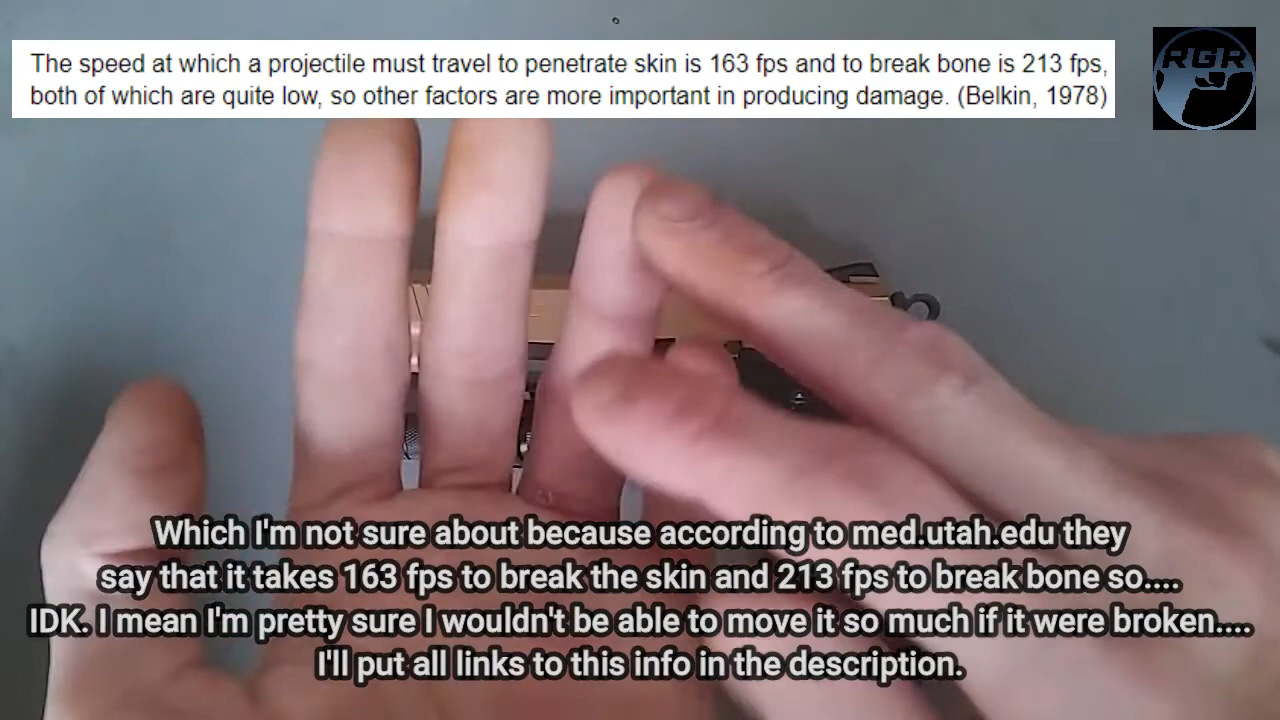 The speed at which a projectile must travel to penetrate skin is 163 fps and to break bone is 213 fps,
both of which are quite low, so other factors are more important in producing damage. (Belkin, 1978)
RGR
Which I'm not sure about because according to med.utah.edu they
say that it takes 163 fps to break the skin and 213 fps to break bone so....
IDK. I mean I'm pretty sure I wouldn't be able to move it so much if it were broken....
I'll put all links to this info in the description.